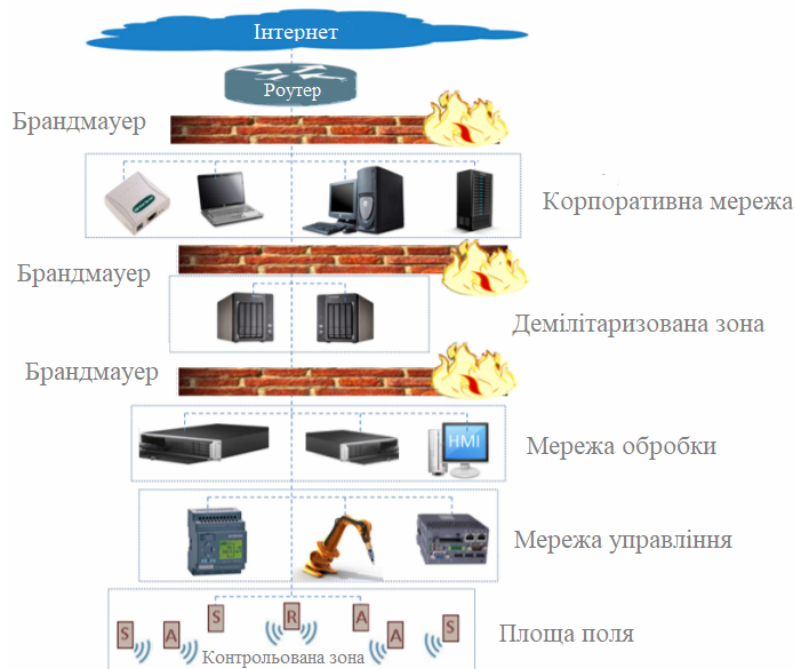 Інтернет
Роутер
Брандмауер
Корпоративна мережа
Брандмауер
Демілітаризована зона
Брандмауер
HMI
Мережа обробки
Мережа управління
S A S R A A S
Площа поля
Контрольована зона